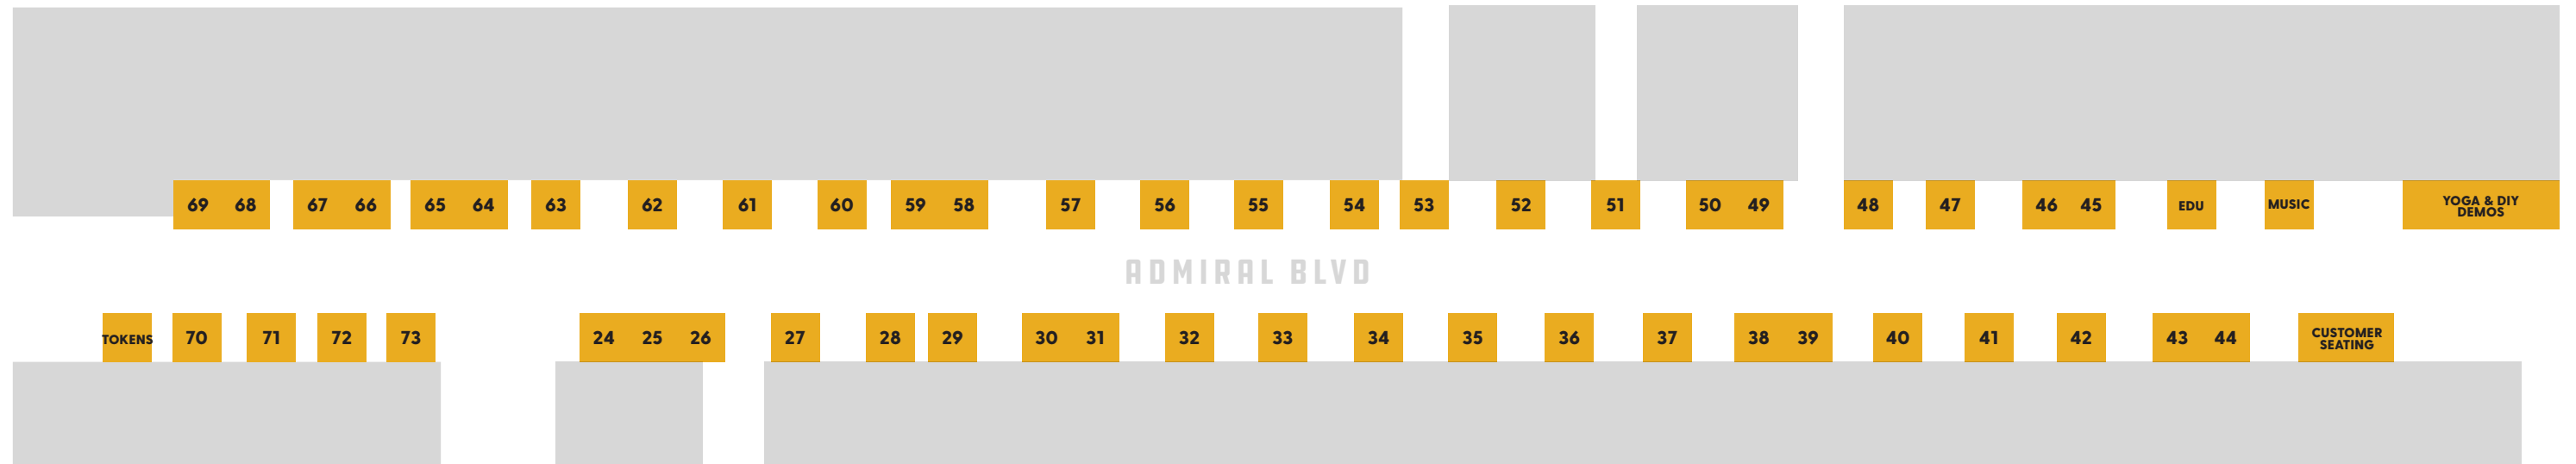 69 68 67 66 65 64 63 62 61 60 59 58 57 56 55 54 53 52 51 50 49 48 47 46 45 EDU MUSIC YOGA & DIY
DEMOS
ADMIRAL BLVD
TOKENS 70 71 72 73 24 25 26 27 28 29 30 31 32 33 34 35 36 37 38 39 40 41 42 43 44 CUSTOMER
SEATING